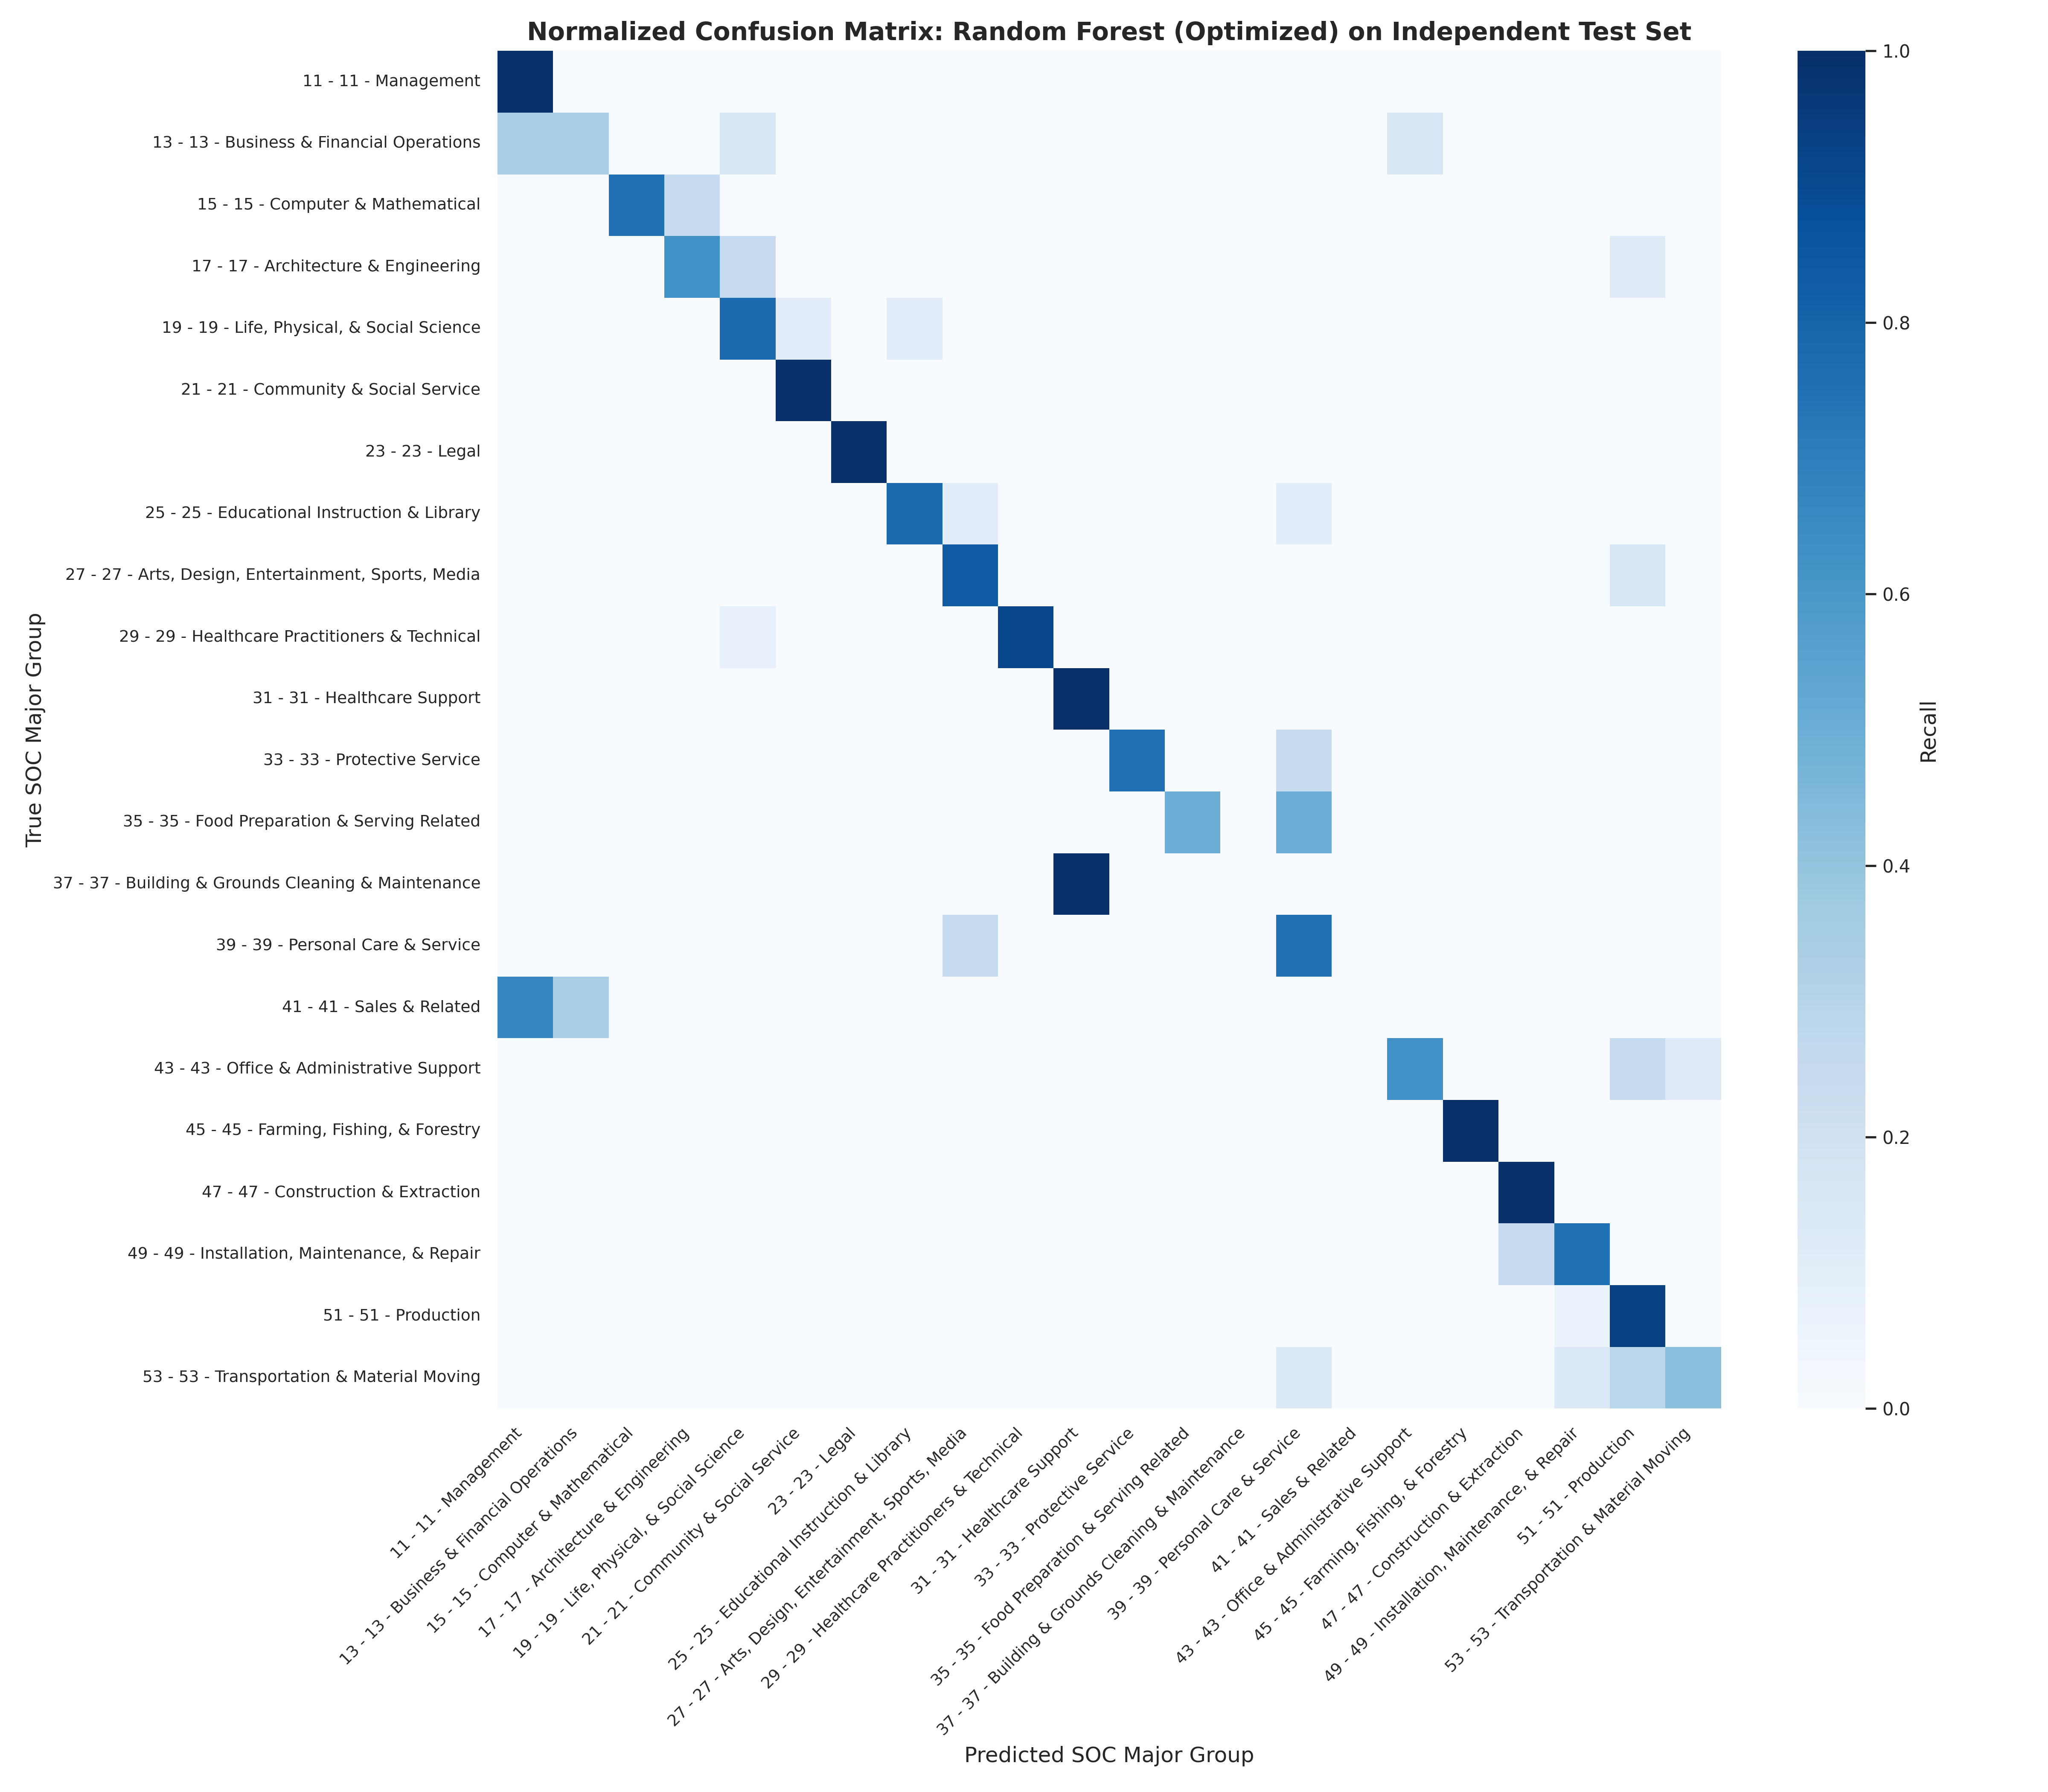 Normalized Confusion Matrix: Random Forest (Optimized) on Independent Test Set
True SOC Major Group
11 - 11 - Management
13 - 13 - Business & Financial Operations
15 - 15 - Computer & Mathematical
17 - 17 - Architecture & Engineering
19 - 19 - Life, Physical, & Social Science
21 - 21 - Community & Social Service
23 - 23 - Legal
25 - 25 - Educational Instruction & Library
27 - 27 - Arts, Design, Entertainment, Sports, Media
29 - 29 - Healthcare Practitioners & Technical
31 - 31 - Healthcare Support
33 - 33 - Protective Service
35 - 35 - Food Preparation & Serving Related
37 - 37 - Building & Grounds Cleaning & Maintenance
39 - 39 - Personal Care & Service
41 - 41 - Sales & Related
43 - 43 - Office & Administrative Support
45 - 45 - Farming, Fishing, & Forestry
47 - 47 - Construction & Extraction
49 - 49 - Installation, Maintenance, & Repair
51 - 51 - Production
53 - 53 - Transportation & Material Moving
11 - 11 - Management
13 - 13 - Business & Financial Operations
15 - 15 - Computer & Mathematical
17 - 17 - Architecture & Engineering
19 - 19 - Life, Physical, & Social Science
21 - 21 - Community & Social Service
23 - 23 - Legal
25 - 25 - Educational Instruction & Library
27 - 27 - Arts, Design, Entertainment, Sports, Media
29 - 29 - Healthcare Practitioners & Technical
31 - 31 - Healthcare Support
33 - 33 - Protective Service
35 - 35 - Food Preparation & Serving Related
37 - 37 - Building & Grounds Cleaning & Maintenance
39 - 39 - Personal Care & Service
41 - 41 - Sales & Related
43 - 43 - Office & Administrative Support
45 - 45 - Farming, Fishing, & Forestry
47 - 47 - Construction & Extraction
49 - 49 - Installation, Maintenance, & Repair
51 - 51 - Production
53 - 53 - Transportation & Material Moving
Predicted SOC Major Group
1.0
0.8
0.6
0.4
0.2
0.0
Recall